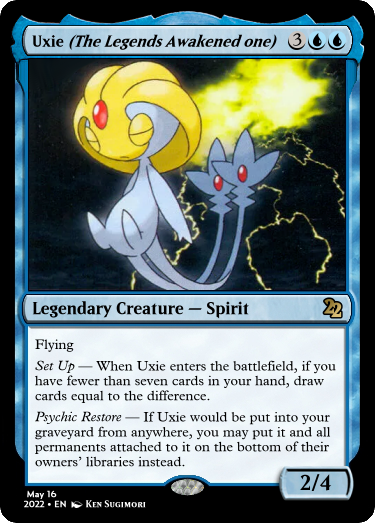 Uxie (The Legends Awakened one) 3
Legendary Creature — Spirit 22
Flying
Set Up — When Uxie enters the battlefield, if you
have fewer than seven cards in your hand, draw
cards equal to the difference.
Psychic Restore — If Uxie would be put into your
graveyard from anywhere, you may put it and all
permanents attached to it on the bottom of their
owners' libraries instead.
2/4
May 16
2022 • EN Ken Sugimori